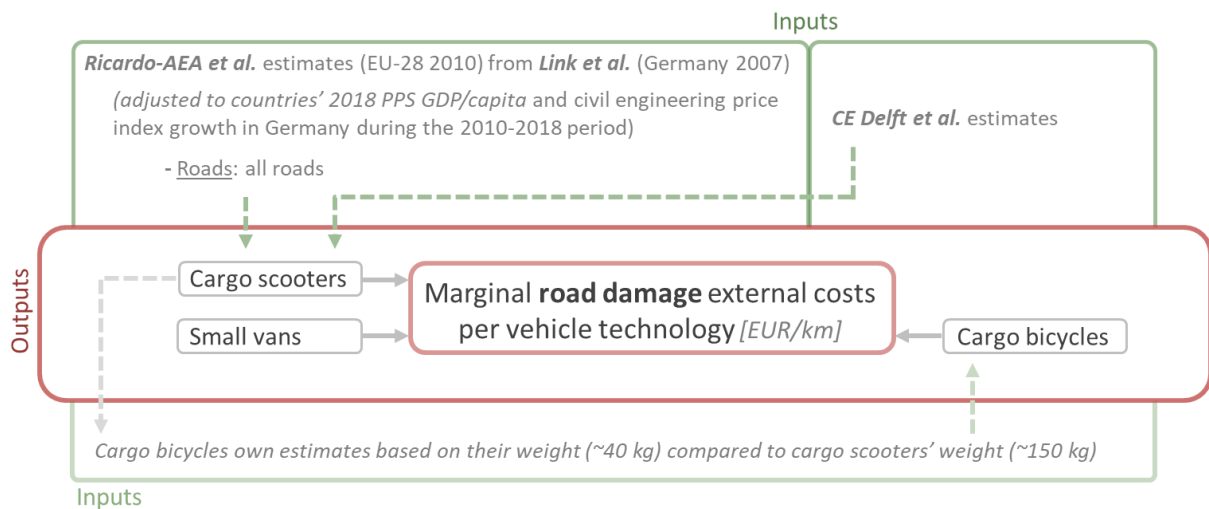 Inputs
Ricardo-AEA et al. estimates (EU-28 2010) from Link et al. (Germany 2007)
(adjusted to countries’ 2018 PPS GDP/capita and civil engineering price
index growth in Germany during the 2010-2018 period)
- Roads: all roads
CE Delft et al. estimates
Outputs
Cargo scooters
Small vans
Marginal road damage external costs
per vehicle technology [EUR/km]
Cargo bicycles
Cargo bicycles own estimates based on their weight (~40 kg) compared to cargo scooters’ weight (~150 kg)
Inputs